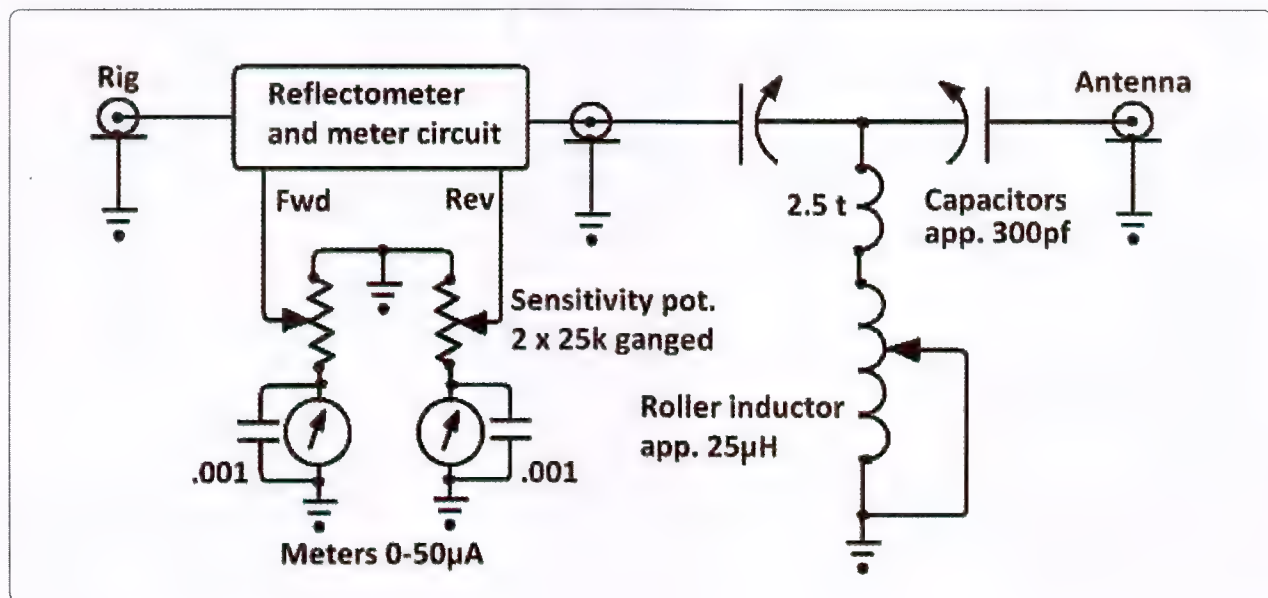 Rig
Reflectometer
and meter circuit
Antenna
Fwd
Rev
2.5 t
Capacitors
app. 300pf
Sensitivity pot.
2 x 25k ganged
Roller inductor
app. 25µH
.001
.001
Meters 0-50µA